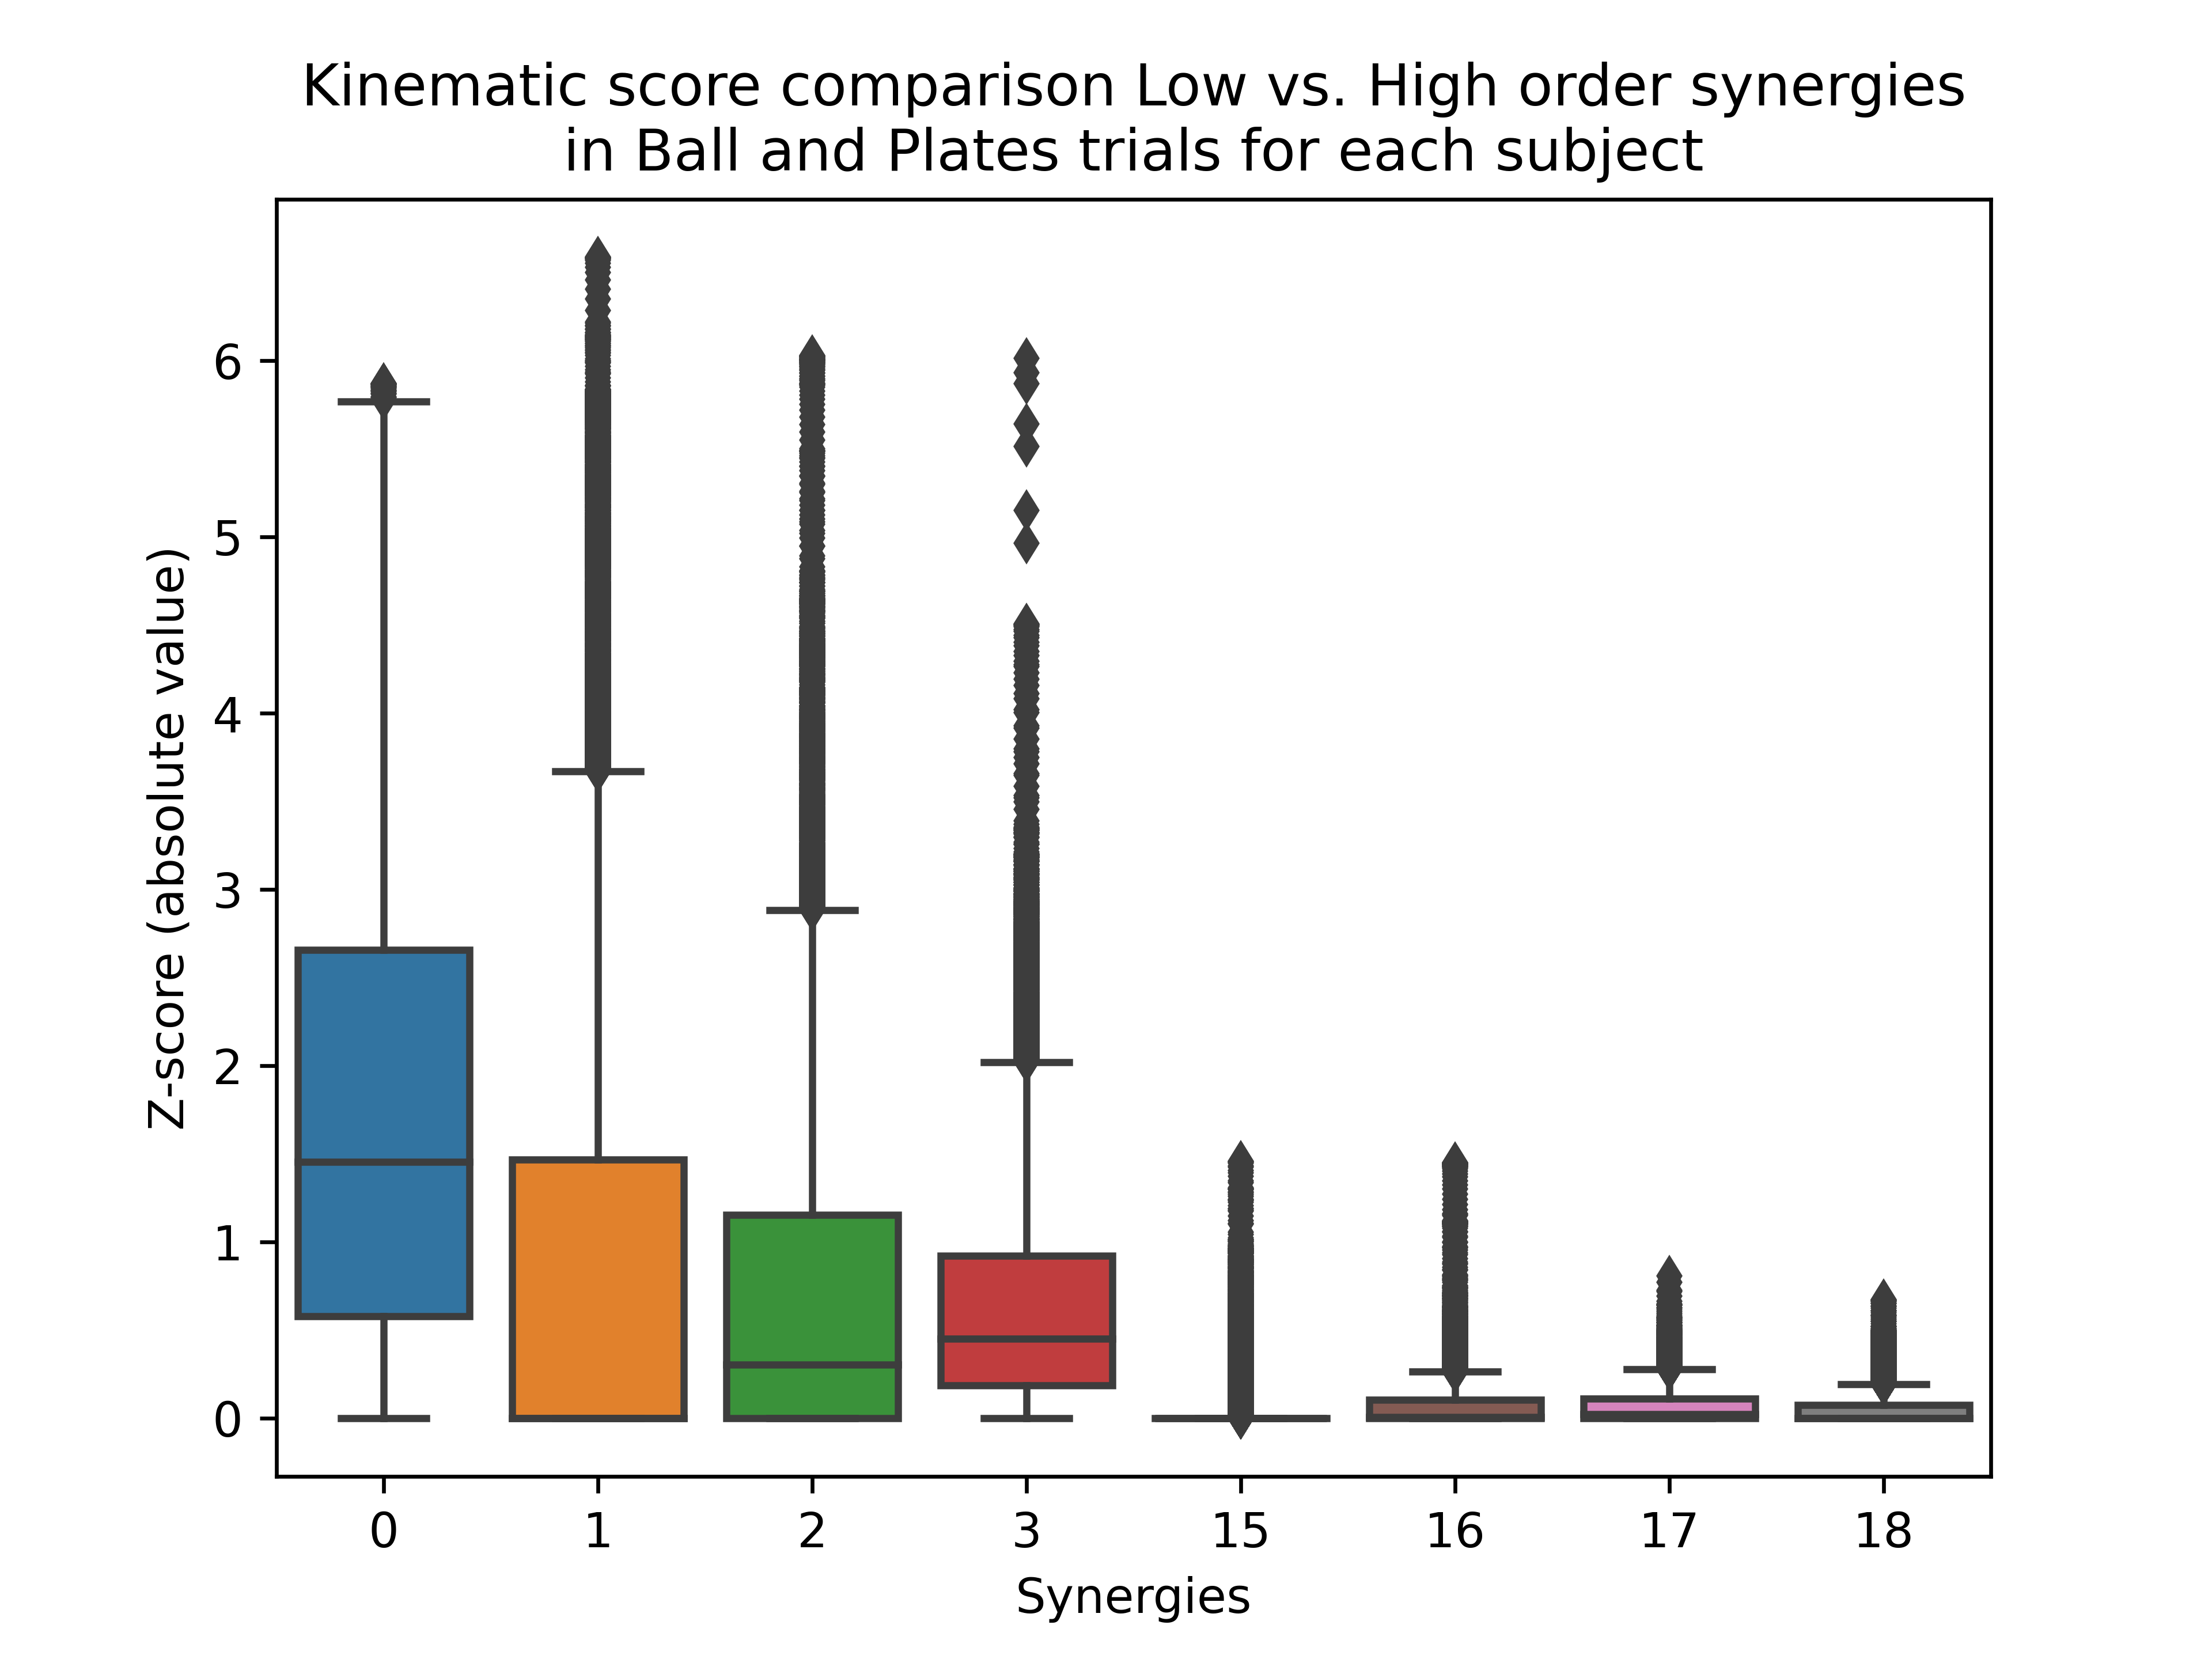 Kinematic score comparison Low vs. High order synergies
in Ball and Plates trials for each subject
Z-score (absolute value)
6
5
4
3
2
1
0
0 1 2 3 15 16 17 18
Synergies